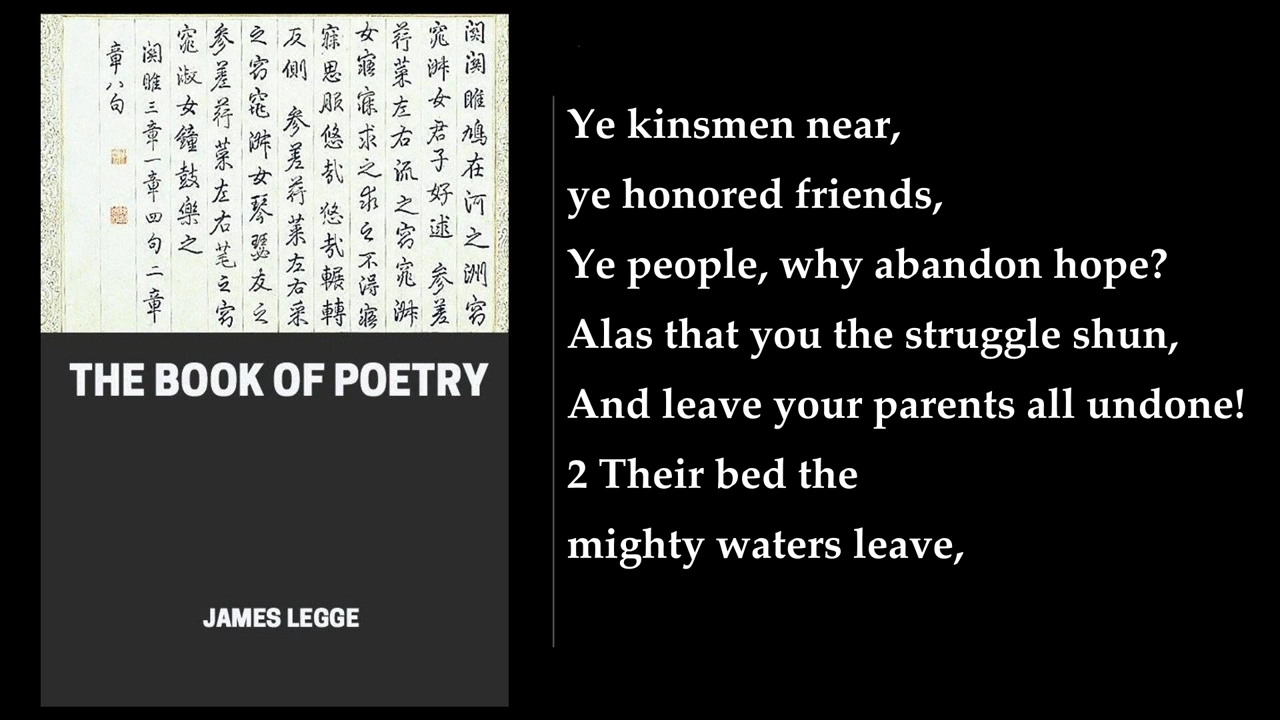 關關雎鳩在河之洲窈
窕淑女君子好逑 參差
荇菜左右流之窈窕淑
女寤寐求之求之不得寤
寐思服悠哉悠哉輾轉
反側 參差荇菜左右采
之窈窕淑女琴瑟友之
參差荇菜左右芼之窈
窕淑女鐘鼓樂之
關雎三章一章四句二章
章八句
THE BOOK OF POETRY
JAMES LEGGE
Ye kinsmen near,
ye honored friends,
Ye people, why abandon hope?
Alas that you the struggle shun,
And leave your parents all undone!
2 Their bed the
mighty waters leave,